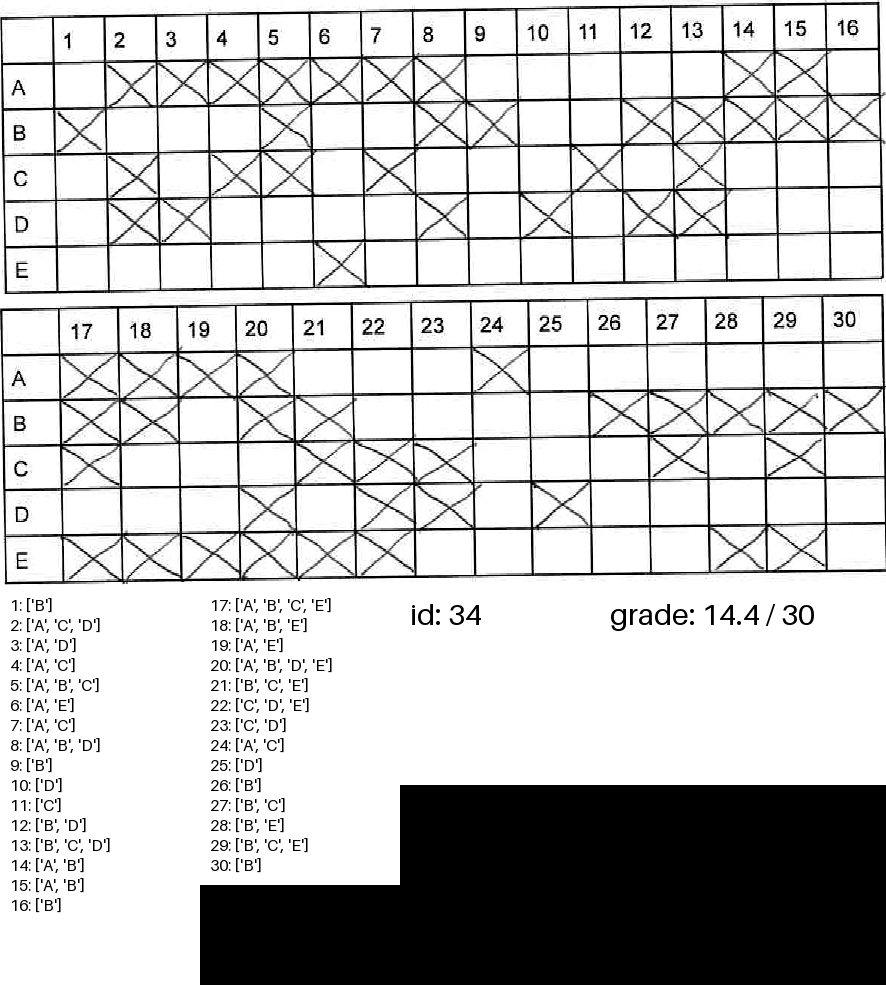 1 2 3 4 5 6 7 8 9 10 11 12 13 14 15 16
A
B
C
D
E
17 18 19 20 21 22 23 24 25 26 27 28 29 30
A
B
C
D
E
1: ['B']
2: ['A', 'C', 'D']
3: ['A', 'D']
4: ['A', 'C']
5: ['A', 'B', 'C']
6: ['A', 'E']
7: ['A', 'C']
8: ['A', 'B', 'D']
9: ['B']
10: ['D']
11: ['C']
12: ['B', 'D']
13: ['B', 'C', 'D']
14: ['A', 'B']
15: ['A', 'B']
16: ['B']
17: ['A', 'B', 'C', 'E']
18: ['A', 'B', 'E']
19: ['A', 'E']
20: ['A', 'B', 'D', 'E']
21: ['B', 'C', 'E']
22: ['C', 'D', 'E']
23: ['C', 'D']
24: ['A', 'C']
25: ['D']
26: ['B']
27: ['B', 'C']
28: ['B', 'E']
29: ['B', 'C', 'E']
30: ['B']
id: 34
grade: 14.4 / 30